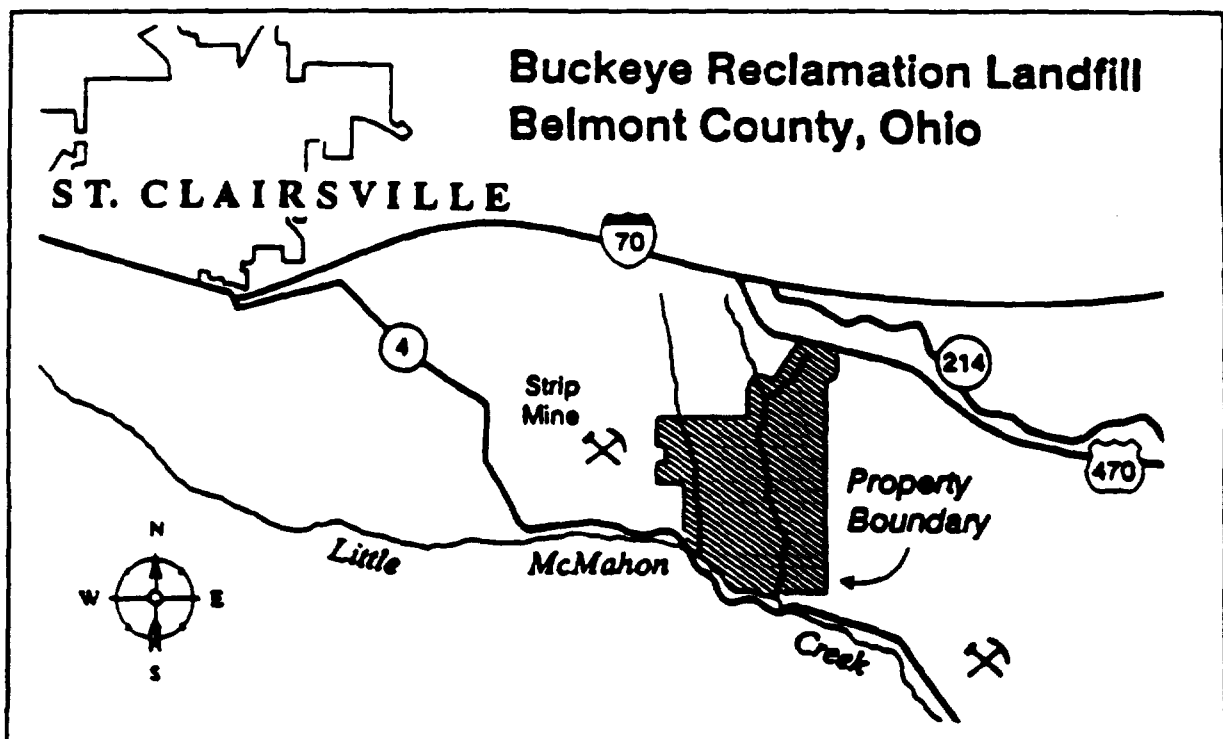 Buckeye Reclamation Landfill
Belmont County, Ohio
ST. CLAIRSVILLE
70
4
214
Strip
Mine
470
Property
Boundary
Little
McMahon
Creek
N
W
E
S